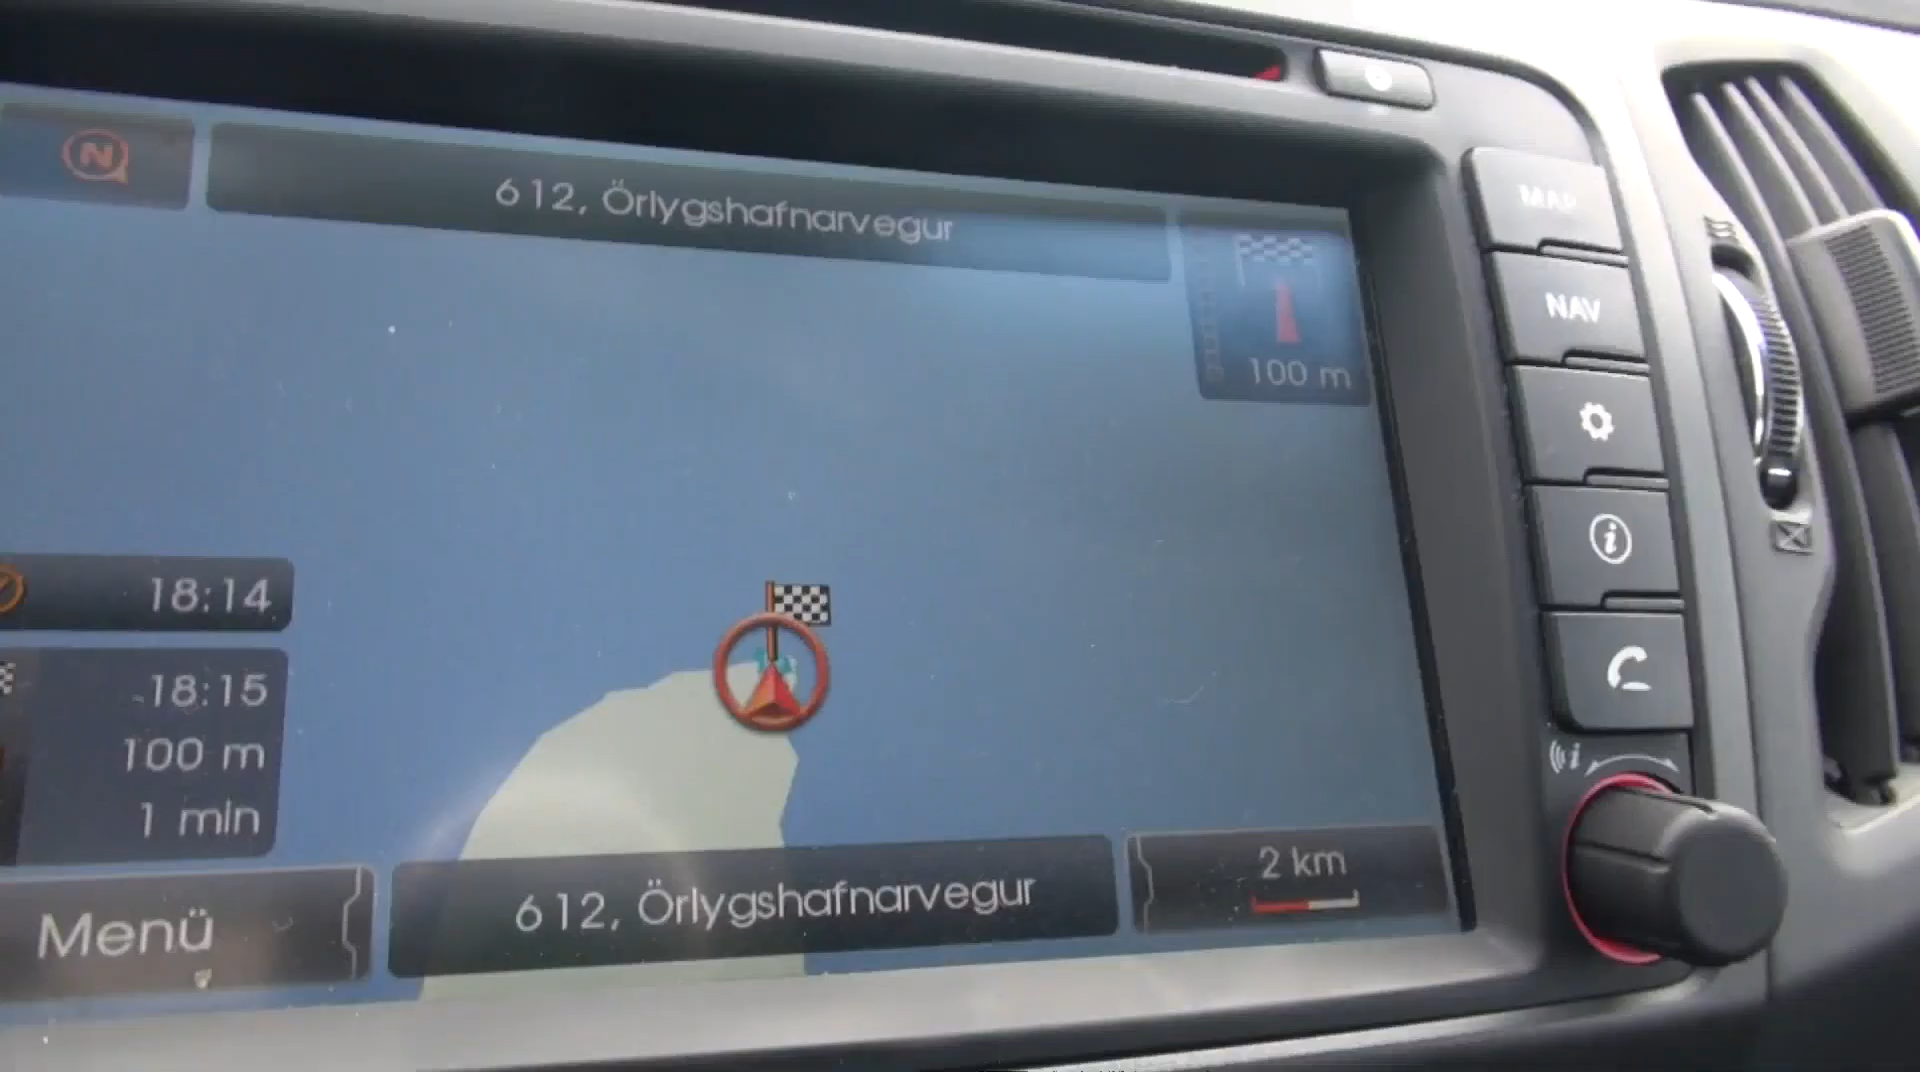 N
612, Örlygshafnarvegur
100 m
18:14
18:15
100 m
1 min
Menü
612, Örlygshafnarvegur
2 km
MAP
NAV
i
i